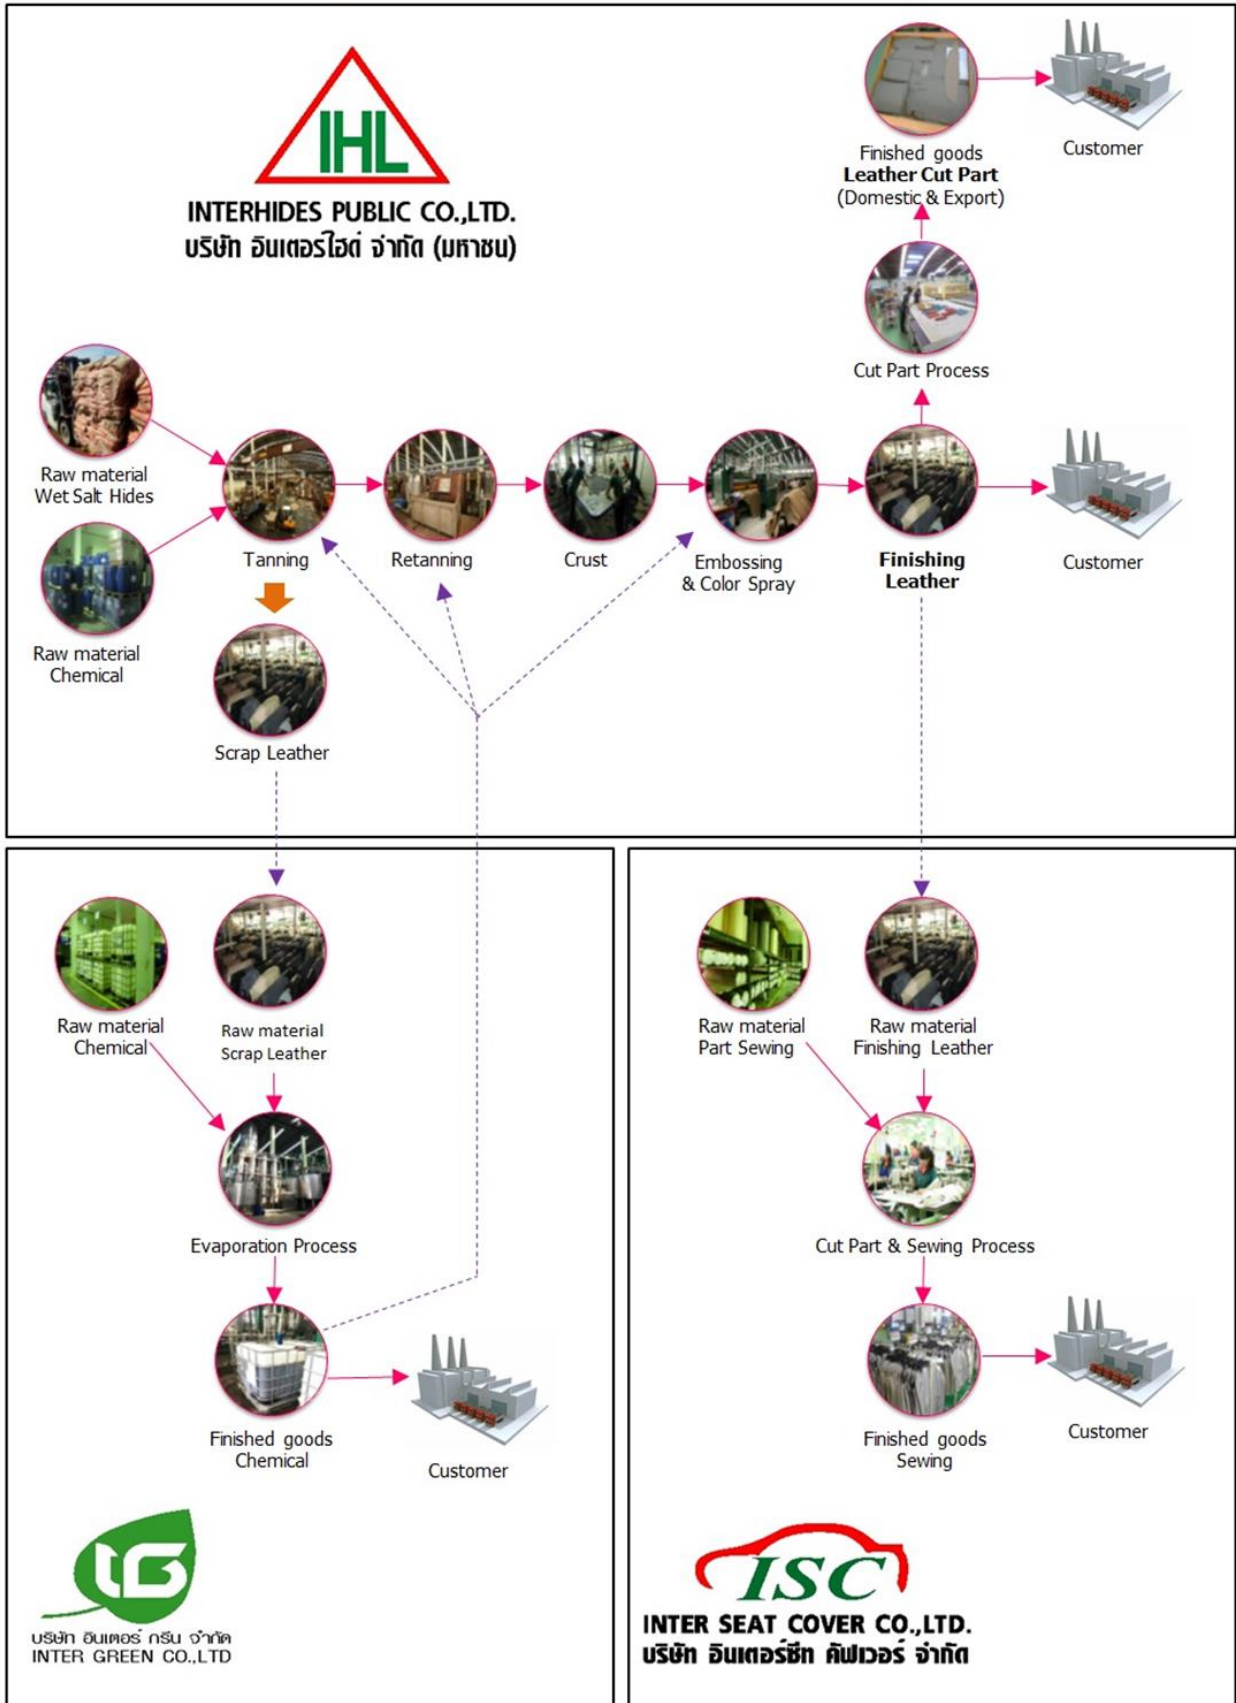 IHL
INTERHIDES PUBLIC CO.,LTD.
บริษัท อินเตอร์ไฮด์ จำกัด (มหาชน)
Finished goods
Leather Cut Part
(Domestic & Export)
Customer
Cut Part Process
Raw material
Wet Salt Hides
Raw material
Chemical
Tanning
Retanning
Crust
Embossing
& Color Spray
Finishing
Leather
Customer
Scrap Leather
Raw material
Chemical
Raw material
Scrap Leather
Evaporation Process
Finished goods
Chemical
Customer
IG
บริษัท อินเตอร์ กรีน จำกัด
INTER GREEN CO.,LTD
Raw material
Part Sewing
Raw material
Finishing Leather
Cut Part & Sewing Process
Finished goods
Sewing
Customer
ISC
INTER SEAT COVER CO.,LTD.
บริษัท อินเตอร์ซีท คัฟเวอร์ จำกัด